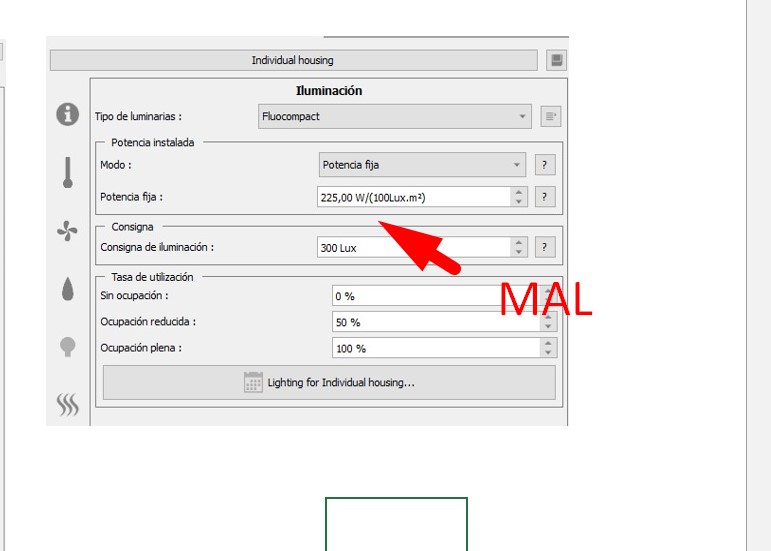 Individual housing
Iluminación
Tipo de luminarias : Fluocompact
Potencia instalada
Modo : Potencia fija ?
Potencia fija : 225,00 W/(100Lux.m²) ?
Consigna
Consigna de iluminación : 300 Lux ?
MAL
Tasa de utilización
Sin ocupación : 0 %
Ocupación reducida : 50 %
Ocupación plena : 100 %
Lighting for Individual housing...